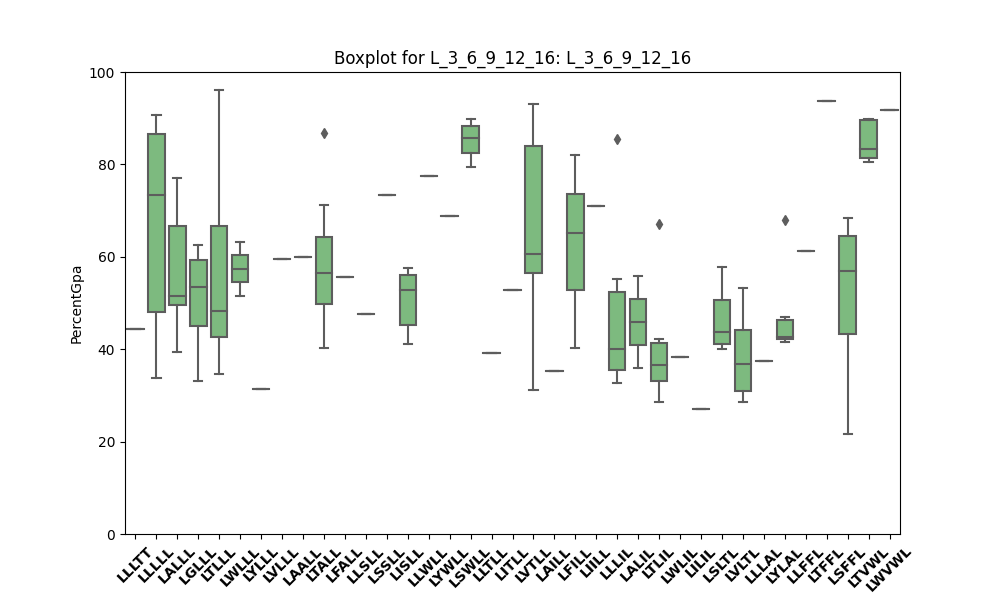 Boxplot for L_3_6_9_12_16: L_3_6_9_12_16
PercentGpa
100
80
60
40
20
0
LLLTT
LLLLL
LALLL
LGLLL
LTLLL
LWLLL
LYLLL
LVLLL
LAALL
LTALL
LFALL
LLSLL
LSSLL
LISLL
LLWLL
LYWLL
LSWLL
LLTLL
LITLL
LVTLL
LAILL
LFILL
LIILL
LLLIL
LALIL
LTLIL
LWLIL
LILIL
LSLTL
LVLTL
LLLAL
LYLAL
LLFFL
LTFFL
LSFFL
LTVWL
LWVWL